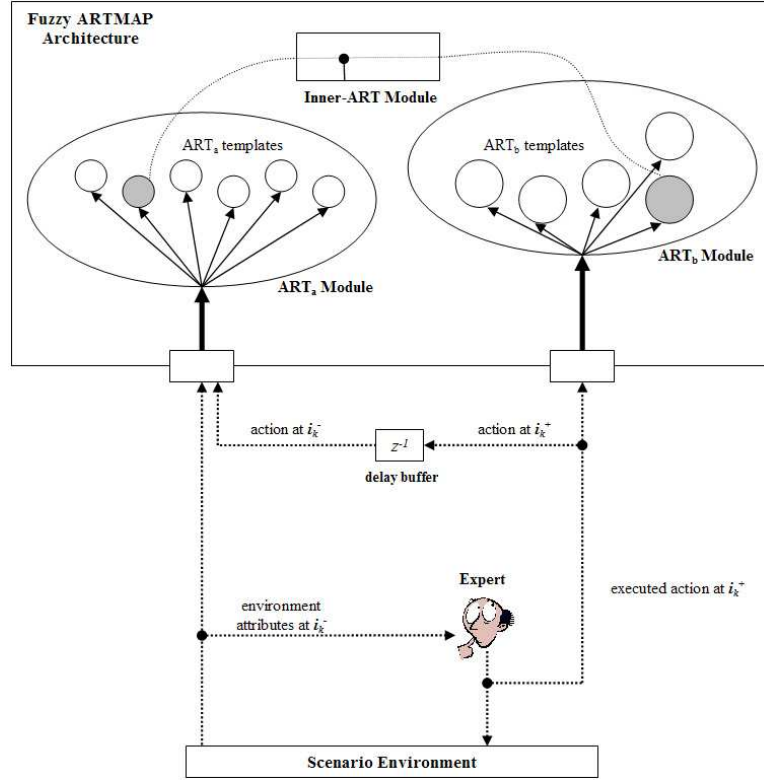 Fuzzy ARTMAP
Architecture
Inner-ART Module
ARTa templates
ARTb templates
ARTa Module
ARTb Module
action at ik-
z-1
action at ik+
delay buffer
Expert
executed action at ik+
environment
attributes at ik-
Scenario Environment